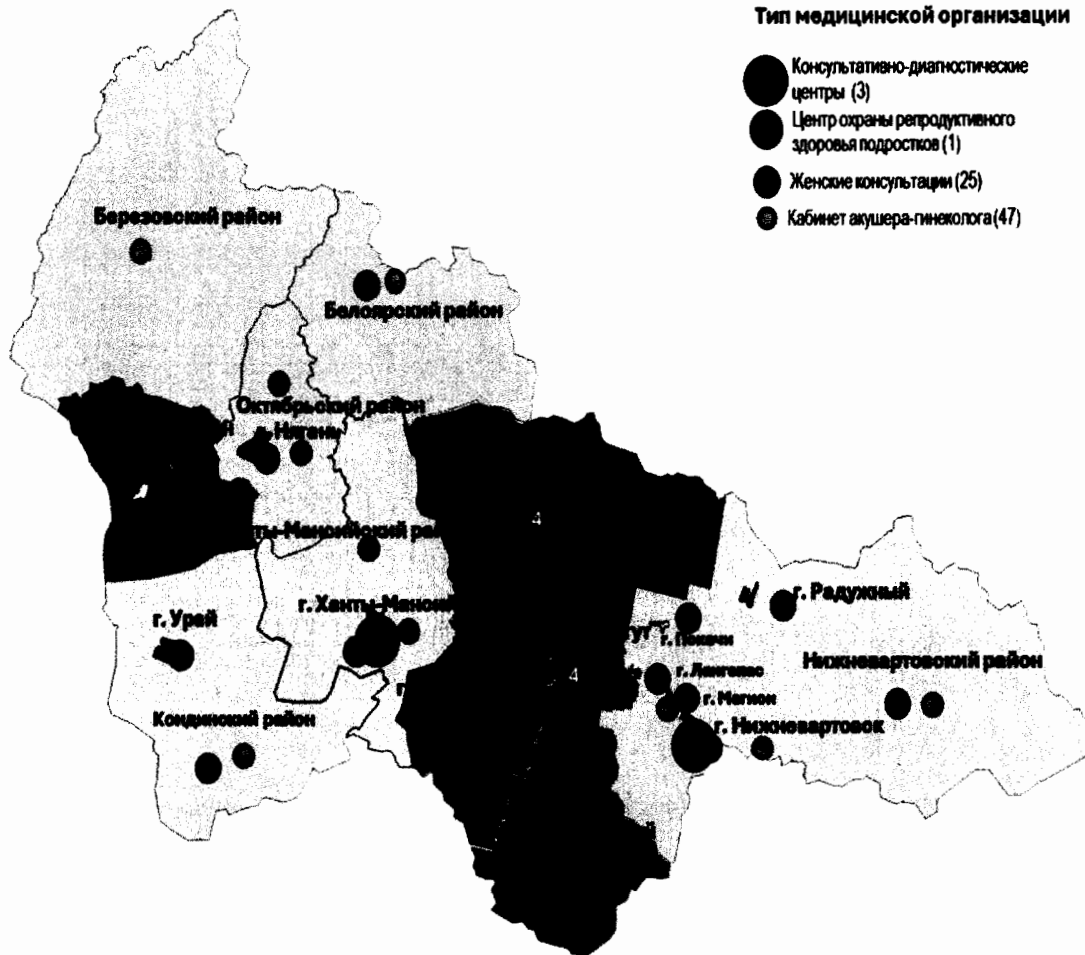 Тип медицинской организации
Консультативно-диагностические
центры (3)
Центр охраны репродуктивного
здоровья подростков (1)
Женские консультации (25)
Кабинет акушера-гинеколога (47)
Березовский район
Белоярский район
Октябрьский район
г. Нягань
4
г. Урай
г. Радужный
г. Покачи
Нижневартовский район
4
г. Лангепас
г. Мегион
Кондинский район
г. Нижневартовск